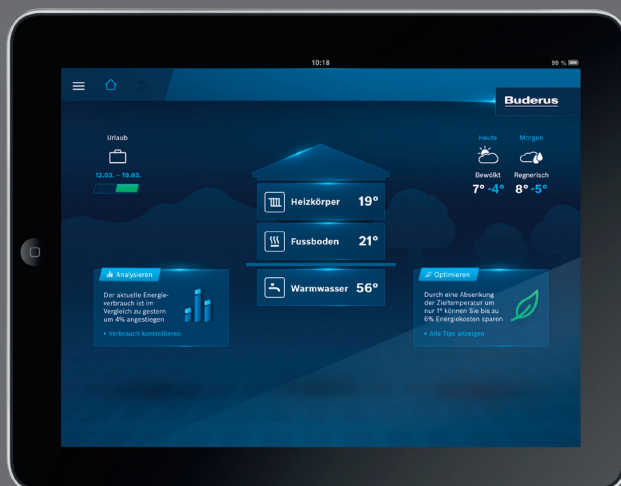 10:18
99 %
Buderus
Urlaub
12.03. – 19.03.
Heute
Morgen
Bewölkt
Regnerisch
7° -4°
8° -5°
Heizkörper 19°
Fussboden 21°
Warmwasser 56°
Analysieren
Der aktuelle Energie-
verbrauch ist im
Vergleich zu gestern
um 4% angestiegen
▸ Verbrauch kontrollieren
Optimieren
Durch eine Absenkung
der Zieltemperatur um
nur 1° können Sie bis zu
6% Energiekosten sparen
▸ Alle Tips anzeigen